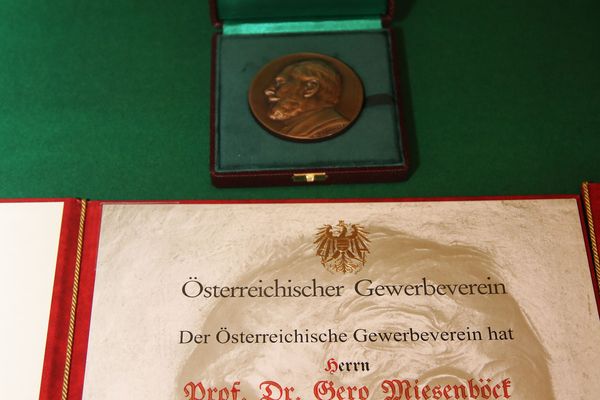 Österreichischer Gewerbeverein
Der Österreichische Gewerbeverein hat
Herrn
Prof. Dr. Gero Miesenböck